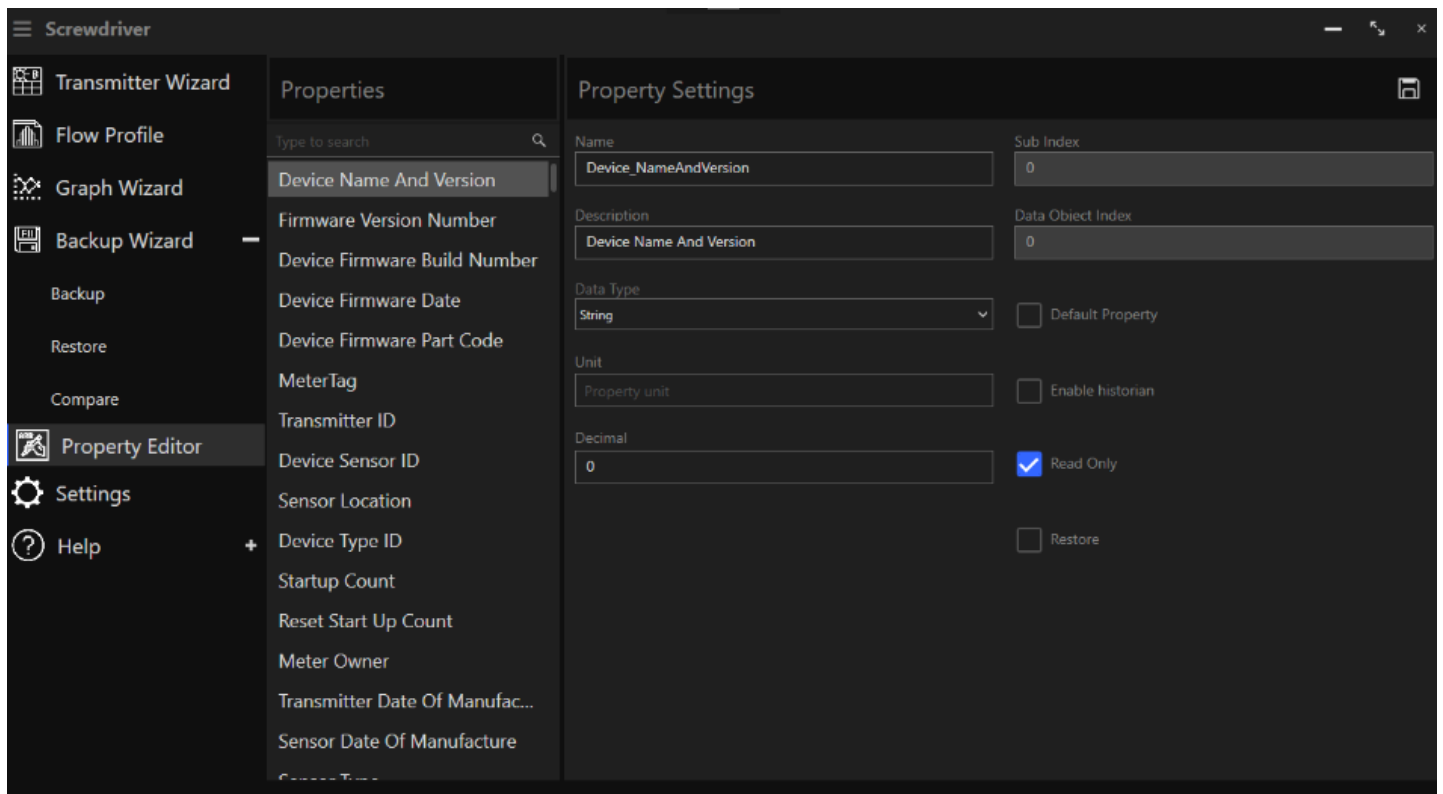 Screwdriver
Transmitter Wizard
Flow Profile
Graph Wizard
Backup Wizard
Backup
Restore
Compare
Property Editor
Settings
Help
Properties
Type to search
Device Name And Version
Firmware Version Number
Device Firmware Build Number
Device Firmware Date
Device Firmware Part Code
MeterTag
Transmitter ID
Device Sensor ID
Sensor Location
Device Type ID
Startup Count
Reset Start Up Count
Meter Owner
Transmitter Date Of Manufac...
Sensor Date Of Manufacture
Property Settings
Name
Device_NameAndVersion
Description
Device Name And Version
Data Type
String
Unit
Property unit
Decimal
0
Sub Index
0
Data Object Index
0
Default Property
Enable historian
Read Only
Restore